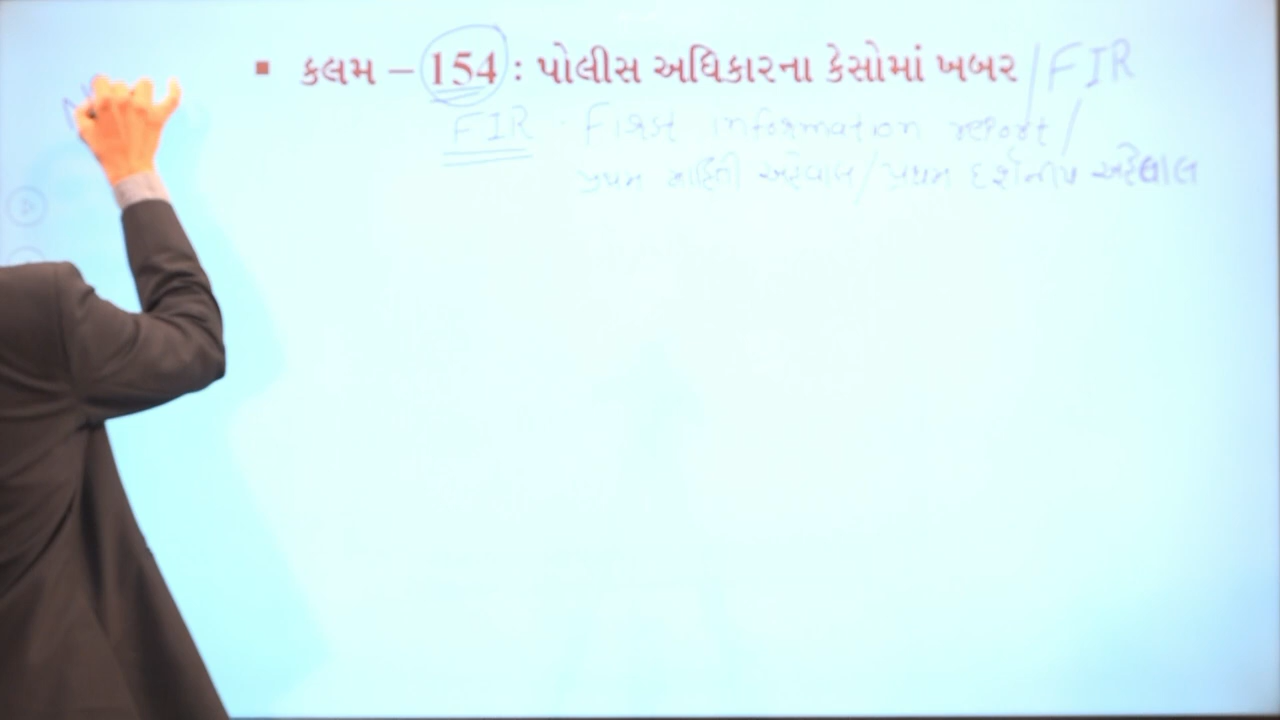 ▪ કલમ – 154 : પોલીસ અધિકારના કેસોમાં ખબર / FIR
FIR - First information report /
પ્રથમ માહિતી અહેવાલ / પ્રથમ દર્શનીય અહેવાલ